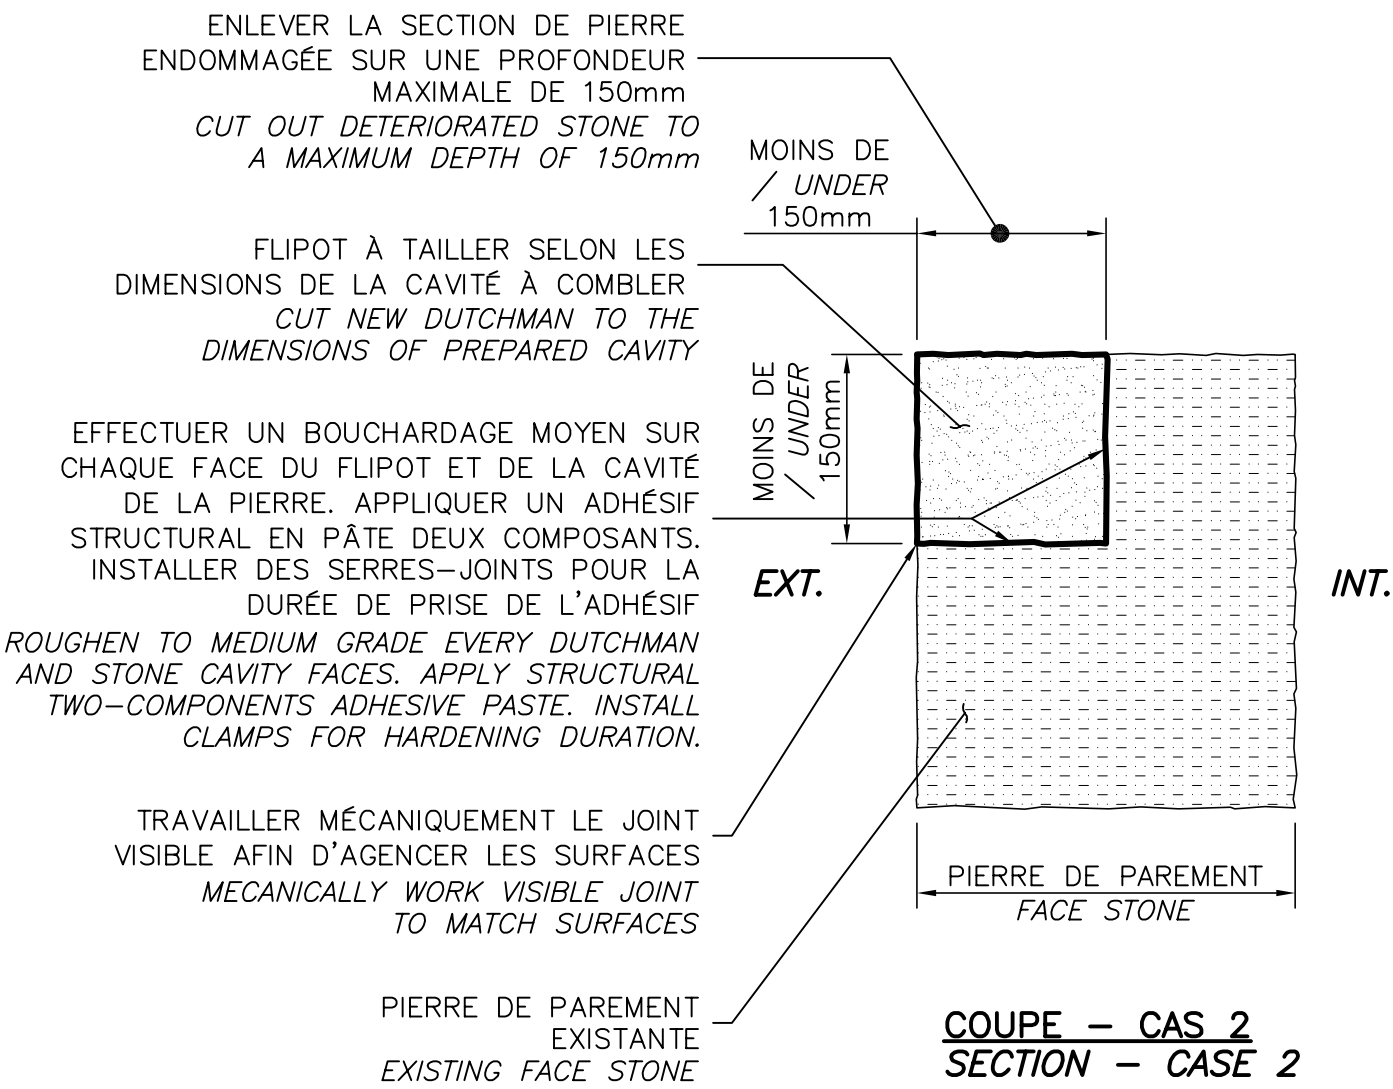 ENLEVER LA SECTION DE PIERRE
ENDOMMAGÉE SUR UNE PROFONDEUR
MAXIMALE DE 150mm
CUT OUT DETERIORATED STONE TO
A MAXIMUM DEPTH OF 150mm
MOINS DE
/ UNDER
150mm
FLIPOT À TAILLER SELON LES
DIMENSIONS DE LA CAVITÉ À COMBLER
CUT NEW DUTCHMAN TO THE
DIMENSIONS OF PREPARED CAVITY
MOINS DE
/ UNDER
150mm
EFFECTUER UN BOUCHARDAGE MOYEN SUR
CHAQUE FACE DU FLIPOT ET DE LA CAVITÉ
DE LA PIERRE. APPLIQUER UN ADHÉSIF
STRUCTURAL EN PÂTE DEUX COMPOSANTS.
INSTALLER DES SERRES-JOINTS POUR LA
DURÉE DE PRISE DE L'ADHÉSIF
ROUGHEN TO MEDIUM GRADE EVERY DUTCHMAN
AND STONE CAVITY FACES. APPLY STRUCTURAL
TWO-COMPONENTS ADHESIVE PASTE. INSTALL
CLAMPS FOR HARDENING DURATION.
EXT.
INT.
TRAVAILLER MÉCANIQUEMENT LE JOINT
VISIBLE AFIN D'AGENCER LES SURFACES
MECANICALLY WORK VISIBLE JOINT
TO MATCH SURFACES
PIERRE DE PAREMENT
FACE STONE
PIERRE DE PAREMENT
EXISTANTE
EXISTING FACE STONE
COUPE - CAS 2
SECTION - CASE 2